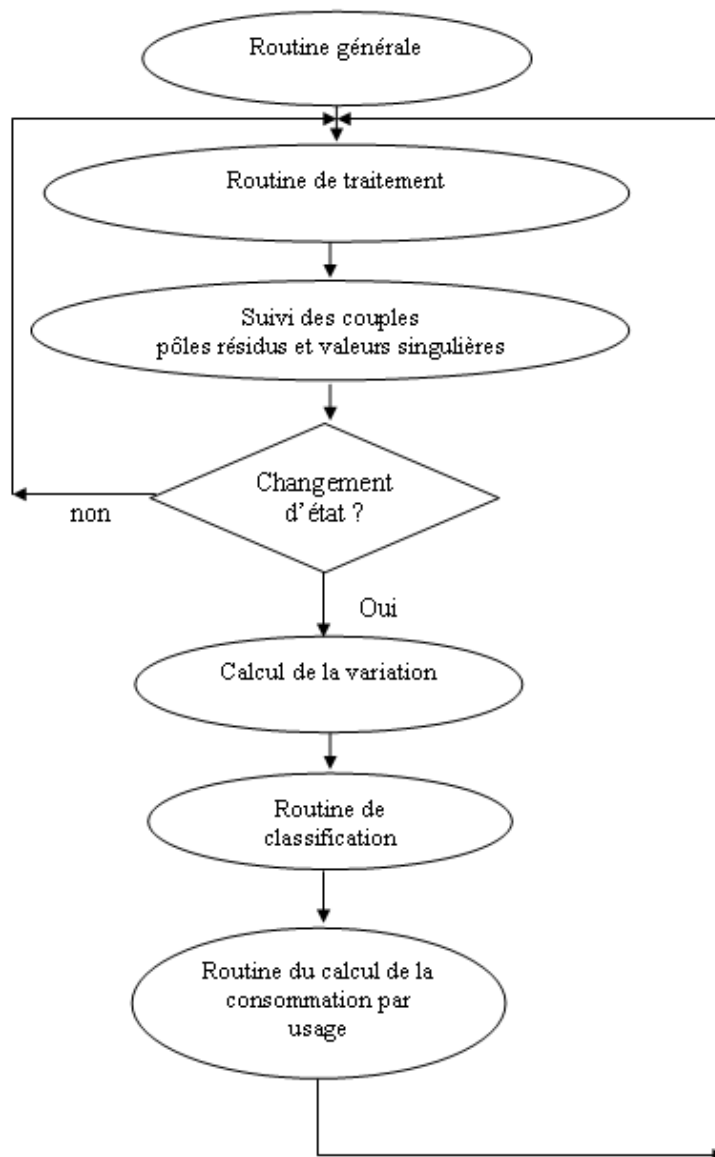 Routine générale
Routine de traitement
Suivi des couples
pôles résidus et valeurs singulières
Changement
d'état ?
non
Oui
Calcul de la variation
Routine de
classification
Routine du calcul de la
consommation par
usage